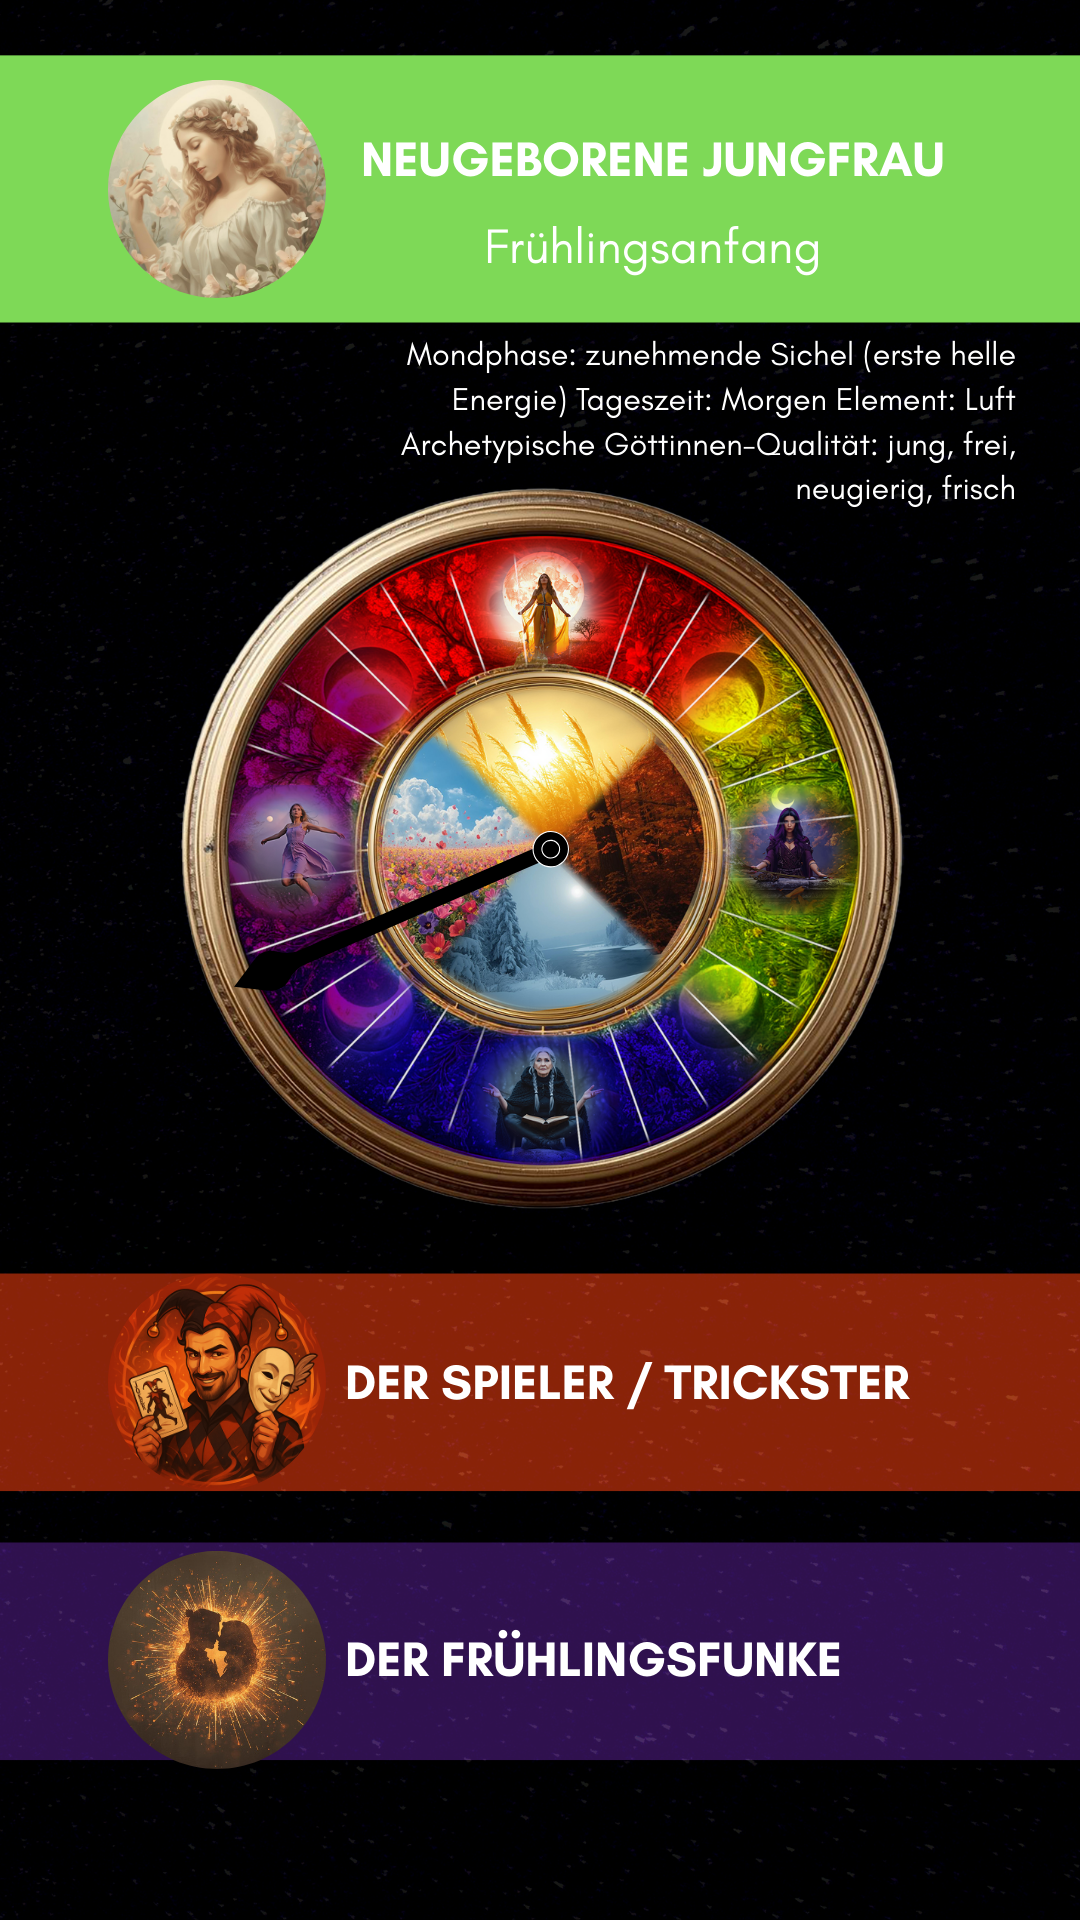 NEUGEBORENE JUNGFRAU
Frühlingsanfang
Mondphase: zunehmende Sichel (erste helle
Energie) Tageszeit: Morgen Element: Luft
Archetypische Göttinnen-Qualität: jung, frei,
neugierig, frisch
DER SPIELER / TRICKSTER
DER FRÜHLINGSFUNKE